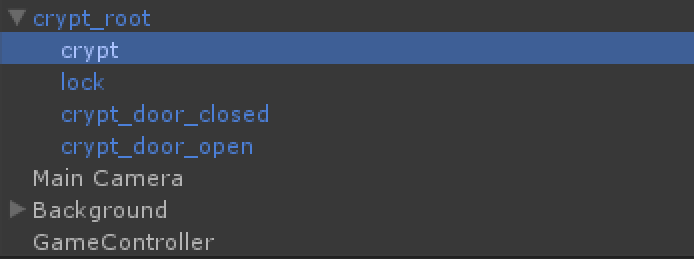 crypt_root
crypt
lock
crypt_door_closed
crypt_door_open
Main Camera
Background
GameController